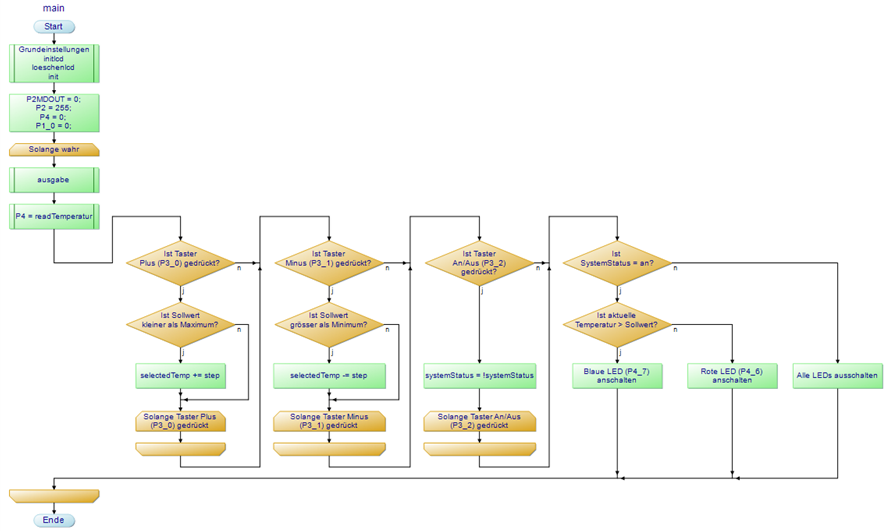 main
Start
Grundeinstellungen
initlcd
loeschenlcd
init
P2MDOUT = 0;
P2 = 255;
P4 = 0;
P1_0 = 0;
Solange wahr
ausgabe
P4 = readTemperatur
Ist Taster
Plus (P3_0) gedrückt?
n
j
Ist Sollwert
kleiner als Maximum?
n
j
selectedTemp += step
Solange Taster Plus
(P3_0) gedrückt
Ist Taster
Minus (P3_1) gedrückt?
n
j
Ist Sollwert
grösser als Minimum?
n
j
selectedTemp -= step
Solange Taster Minus
(P3_1) gedrückt
Ist Taster
An/Aus (P3_2)
gedrückt?
n
j
systemStatus = !systemStatus
Solange Taster An/Aus
(P3_2) gedrückt
Ist
SystemStatus = an?
n
j
Ist aktuelle
Temperatur > Sollwert?
n
j
Blaue LED (P4_7)
anschalten
Rote LED (P4_6)
anschalten
Alle LEDs ausschalten
Ende